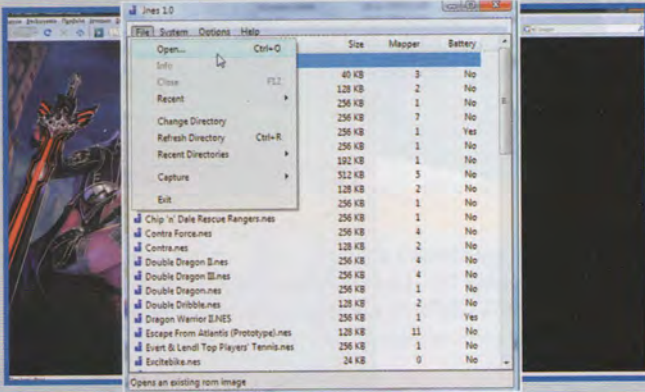 Jnes 1.0
File System Options Help
Size Mapper Battery
Open... Ctrl+O
Info
Close F12
Recent
Change Directory
Refresh Directory Ctrl+R
Recent Directories
Capture
Exit
40 KB 3 No
128 KB 2 No
256 KB 1 No
256 KB 7 No
256 KB 1 Yes
256 KB 1 No
192 KB 1 No
512 KB 5 No
128 KB 2 No
256 KB 1 No
Chip 'n' Dale Rescue Rangers.nes 256 KB 1 No
Contra Force.nes 256 KB 4 No
Contra.nes 128 KB 2 No
Double Dragon II.nes 256 KB 4 No
Double Dragon III.nes 256 KB 4 No
Double Dragon.nes 256 KB 1 No
Double Dribble.nes 128 KB 2 No
Dragon Warrior II.NES 256 KB 1 Yes
Escape From Atlantis (Prototype).nes 128 KB 11 No
Evert & Lendl Top Players' Tennis.nes 256 KB 1 No
Excitebike.nes 24 KB 0 No
Opens an existing rom image